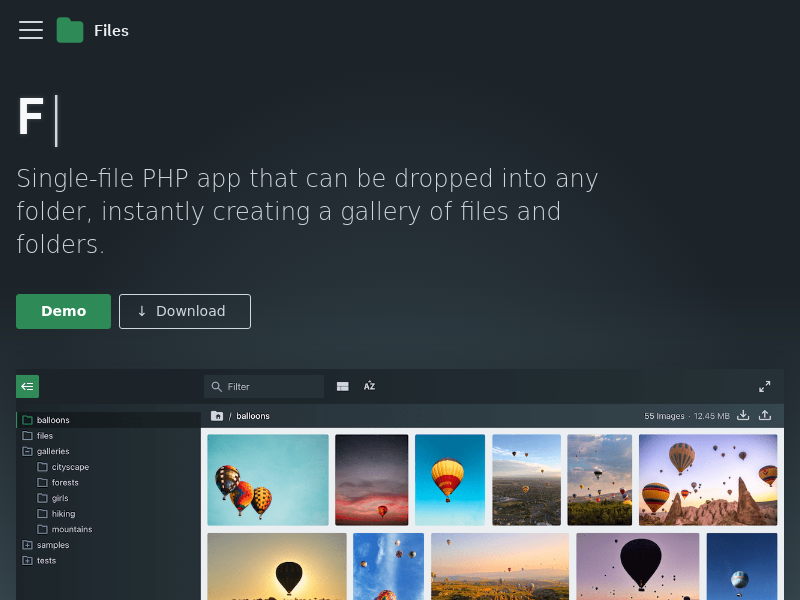 Files
F
Single-file PHP app that can be dropped into any
folder, instantly creating a gallery of files and
folders.
Demo
↓ Download
Filter
AZ
/ balloons
55 Images · 12.45 MB
balloons
files
galleries
cityscape
forests
girls
hiking
mountains
samples
tests